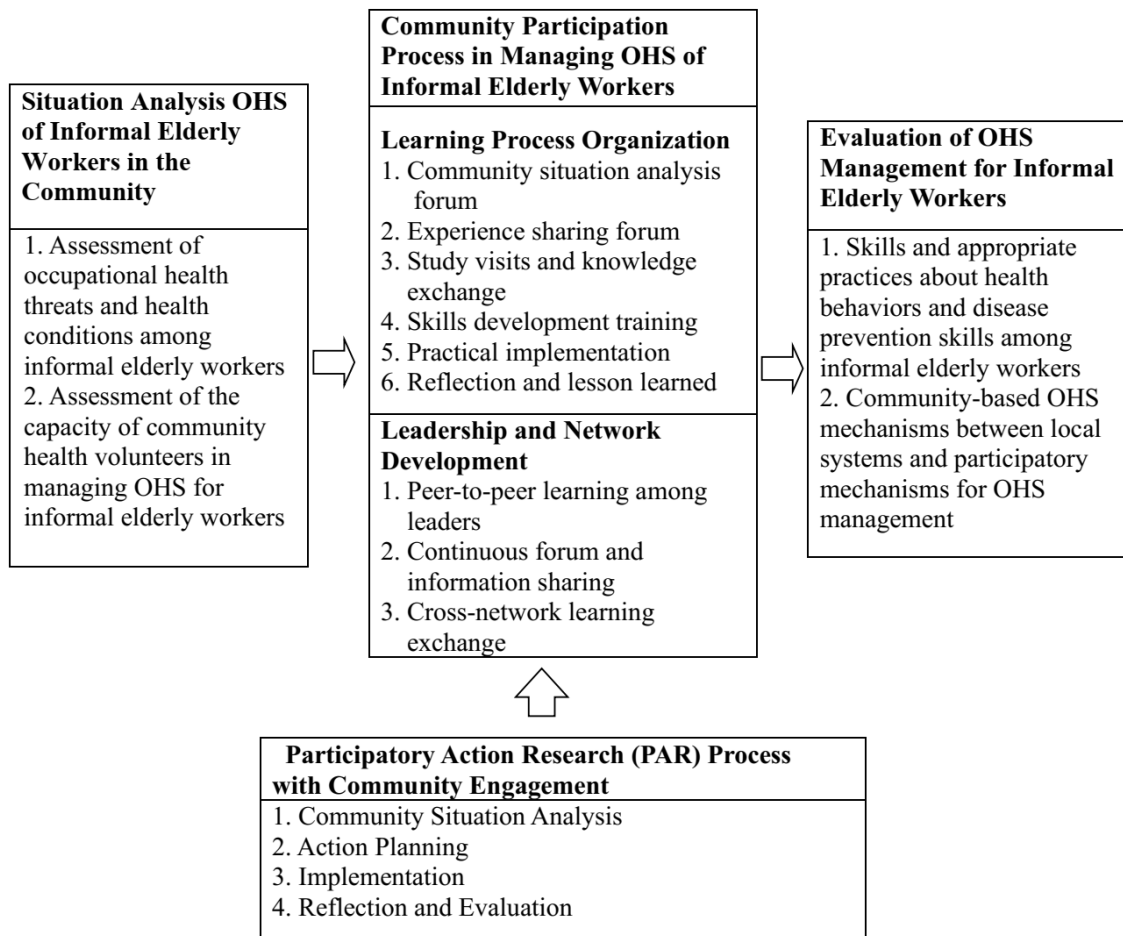 Situation Analysis OHS
of Informal Elderly
Workers in the
Community
1. Assessment of
occupational health
threats and health
conditions among
informal elderly workers
2. Assessment of the
capacity of community
health volunteers in
managing OHS for
informal elderly workers
Community Participation
Process in Managing OHS of
Informal Elderly Workers
Learning Process Organization
1. Community situation analysis
forum
2. Experience sharing forum
3. Study visits and knowledge
exchange
4. Skills development training
5. Practical implementation
6. Reflection and lesson learned
Leadership and Network
Development
1. Peer-to-peer learning among
leaders
2. Continuous forum and
information sharing
3. Cross-network learning
exchange
Evaluation of OHS
Management for Informal
Elderly Workers
1. Skills and appropriate
practices about health
behaviors and disease
prevention skills among
informal elderly workers
2. Community-based OHS
mechanisms between local
systems and participatory
mechanisms for OHS
management
Participatory Action Research (PAR) Process
with Community Engagement
1. Community Situation Analysis
2. Action Planning
3. Implementation
4. Reflection and Evaluation